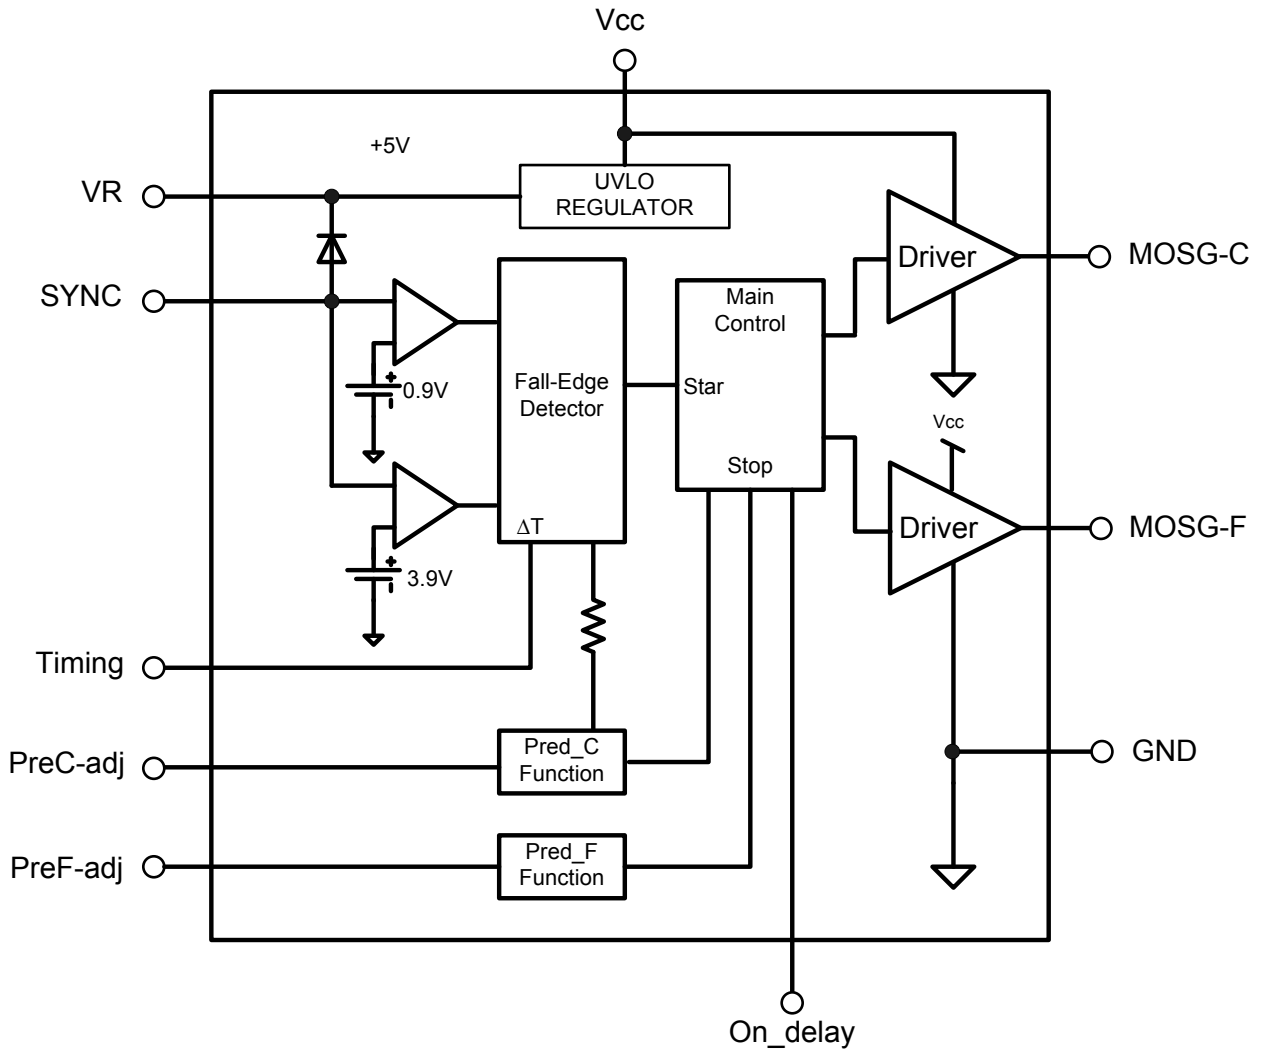 Vcc
+5V
VR
UVLO
REGULATOR
SYNC
Driver
MOSG-C
Main
Control
0.9V
Fall-Edge
Detector
Star
Vcc
Stop
ΔT
Driver
MOSG-F
3.9V
Timing
PreC-adj
Pred_C
Function
GND
PreF-adj
Pred_F
Function
On_delay